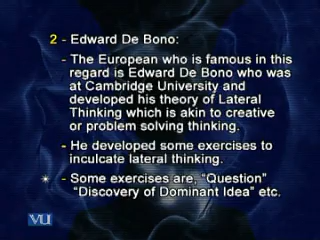 2 - Edward De Bono:
- The European who is famous in this
regard is Edward De Bono who was
at Cambridge University and
developed his theory of Lateral
Thinking which is akin to creative
or problem solving thinking.
- He developed some exercises to
inculcate lateral thinking.
- Some exercises are, “Question”
“Discovery of Dominant Idea” etc.
VU